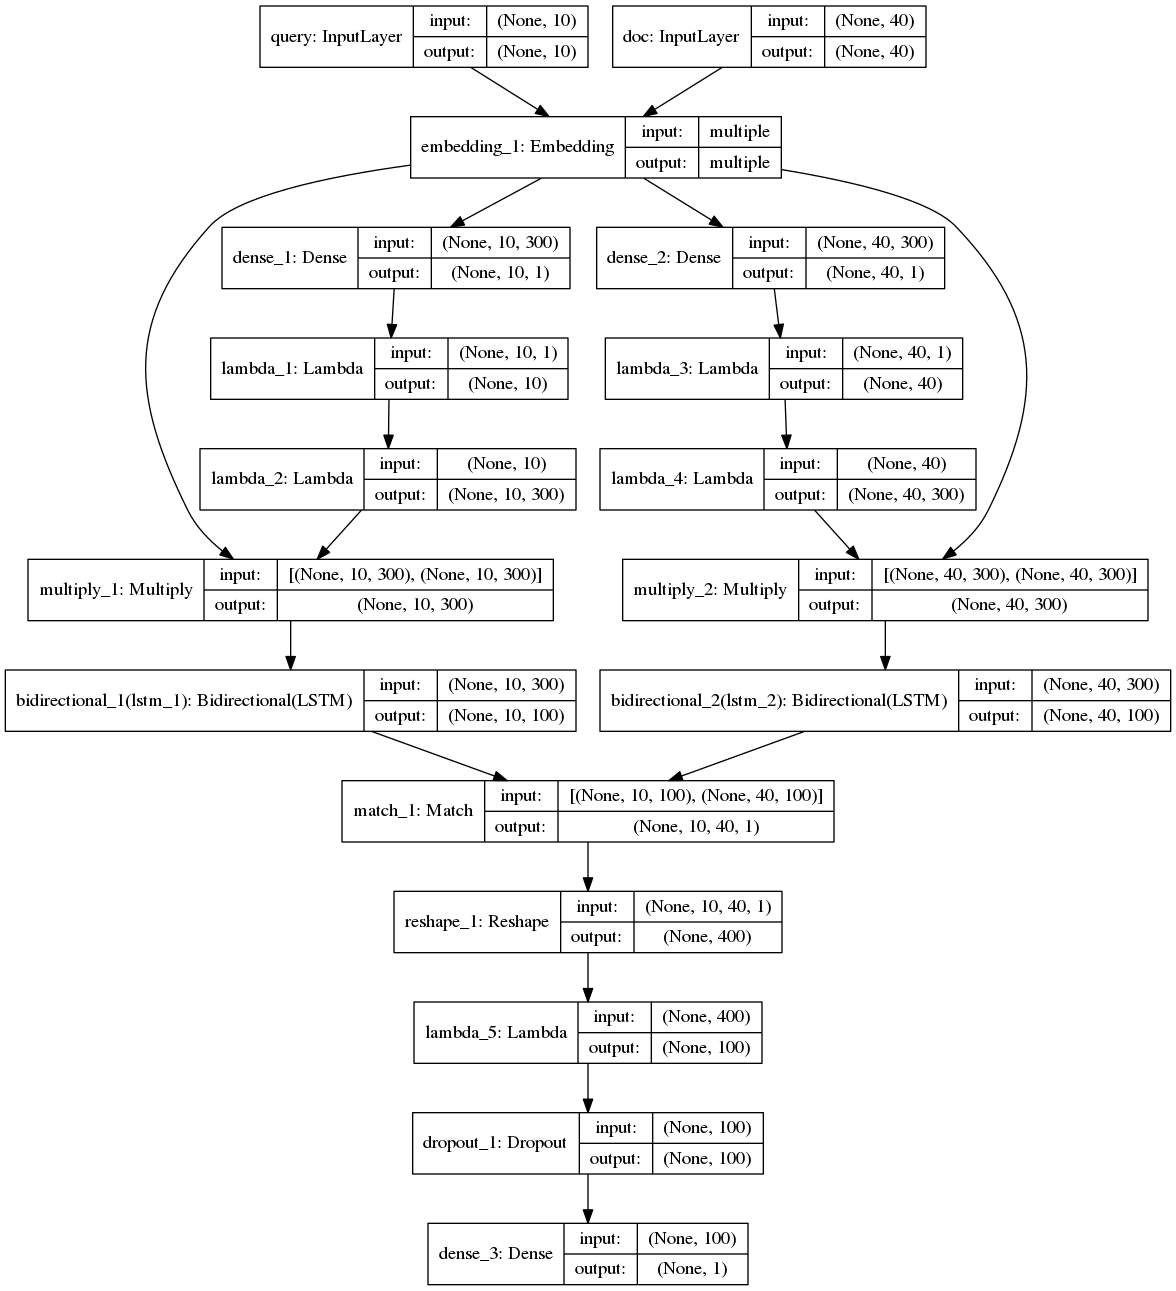 query: InputLayer
input:
(None, 10)
output:
(None, 10)
doc: InputLayer
input:
(None, 40)
output:
(None, 40)
embedding_1: Embedding
input:
multiple
output:
multiple
dense_1: Dense
input:
(None, 10, 300)
output:
(None, 10, 1)
dense_2: Dense
input:
(None, 40, 300)
output:
(None, 40, 1)
lambda_1: Lambda
input:
(None, 10, 1)
output:
(None, 10)
lambda_3: Lambda
input:
(None, 40, 1)
output:
(None, 40)
lambda_2: Lambda
input:
(None, 10)
output:
(None, 10, 300)
lambda_4: Lambda
input:
(None, 40)
output:
(None, 40, 300)
multiply_1: Multiply
input:
[(None, 10, 300), (None, 10, 300)]
output:
(None, 10, 300)
multiply_2: Multiply
input:
[(None, 40, 300), (None, 40, 300)]
output:
(None, 40, 300)
bidirectional_1(lstm_1): Bidirectional(LSTM)
input:
(None, 10, 300)
output:
(None, 10, 100)
bidirectional_2(lstm_2): Bidirectional(LSTM)
input:
(None, 40, 300)
output:
(None, 40, 100)
match_1: Match
input:
[(None, 10, 100), (None, 40, 100)]
output:
(None, 10, 40, 1)
reshape_1: Reshape
input:
(None, 10, 40, 1)
output:
(None, 400)
lambda_5: Lambda
input:
(None, 400)
output:
(None, 100)
dropout_1: Dropout
input:
(None, 100)
output:
(None, 100)
dense_3: Dense
input:
(None, 100)
output:
(None, 1)